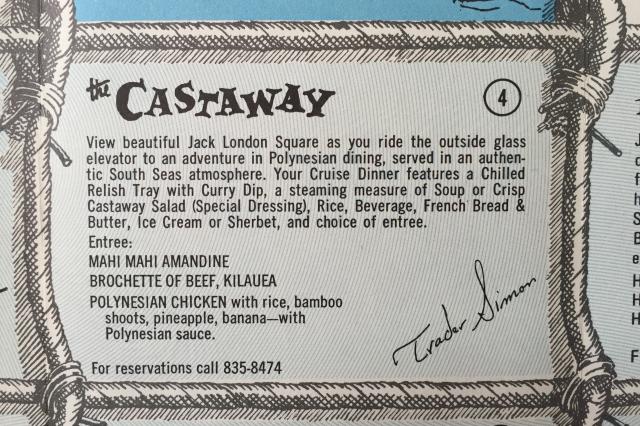 the CASTAWAY
4
View beautiful Jack London Square as you ride the outside glass
elevator to an adventure in Polynesian dining, served in an authen-
tic South Seas atmosphere. Your Cruise Dinner features a Chilled
Relish Tray with Curry Dip, a steaming measure of Soup or Crisp
Castaway Salad (Special Dressing), Rice, Beverage, French Bread &
Butter, Ice Cream or Sherbet, and choice of entree.
Entree:
MAHI MAHI AMANDINE
BROCHETTE OF BEEF, KILAUEA
POLYNESIAN CHICKEN with rice, bamboo
shoots, pineapple, banana—with
Polynesian sauce.
Trader Simon
For reservations call 835-8474